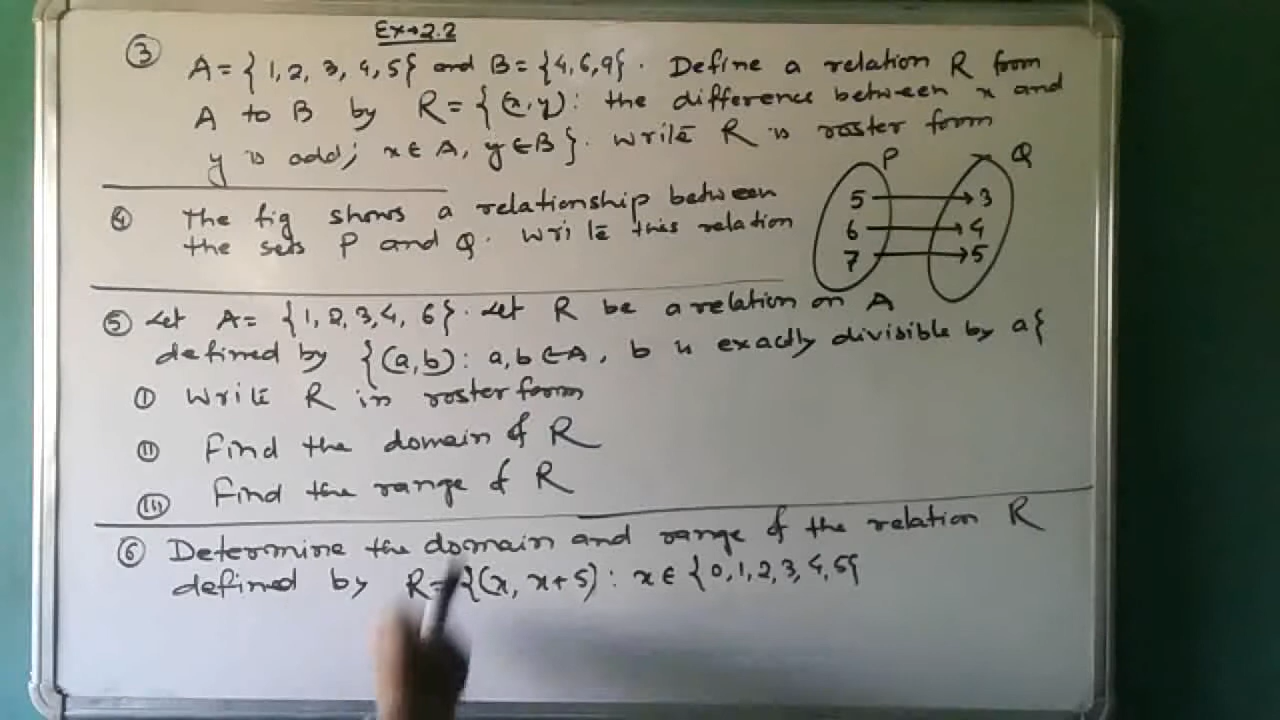 Ex→2.2
③ A = { 1, 2, 3, 4, 5} and B = {4, 6, 9} . Define a relation R from
A to B by R = { (x, y) : the difference between x and
y is odd; x ∈ A, y ∈ B } . write R is roster form
P Q
④ The fig shows a relationship between
the sets P and Q. write this relation
5 3
6 4
7 5
⑤ Let A = {1, 2, 3, 4, 6} . Let R be a relation on A
defined by {(a, b) : a, b ∈ A, b is exactly divisible by a{
Ⓘ write R in roster form
ⓘⓘ Find the domain of R
ⓘⓘⓘ Find the range of R
⑥ Determine the domain and range of the relation R
defined by R = {(x, x+5) : x ∈ {0, 1, 2, 3, 4, 5{